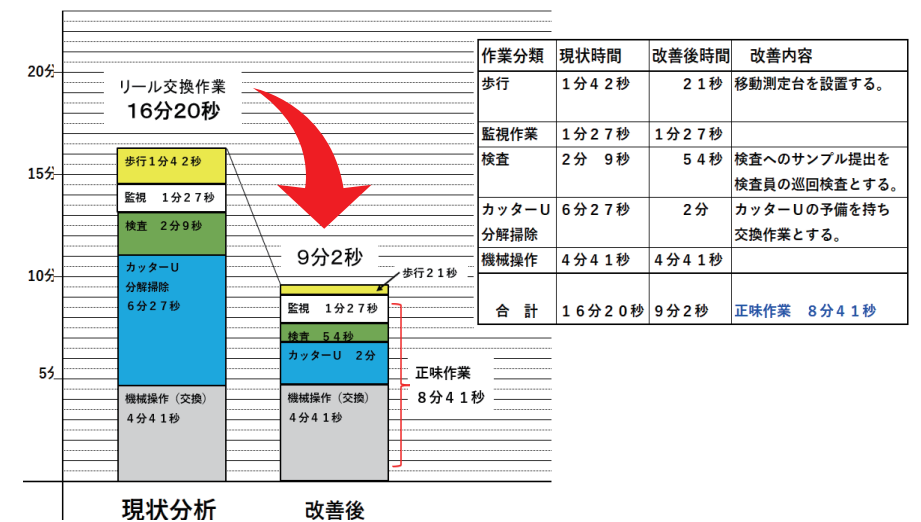 20分
15分
10分
5分
リール交換作業
16分20秒
歩行1分42秒
監視 1分27秒
検査 2分9秒
カッターU
分解掃除
6分27秒
機械操作（交換）
4分41秒
現状分析
9分2秒
歩行21秒
監視 1分27秒
検査 54秒
カッターU 2分
機械操作（交換）
4分41秒
改善後
正味作業
8分41秒
作業分類 現状時間 改善後時間 改善内容
歩行 1分42秒 21秒 移動測定台を設置する。
監視作業 1分27秒 1分27秒
検査 2分 9秒 54秒 検査へのサンプル提出を
検査員の巡回検査とする。
カッターU 6分27秒 2分 カッターUの予備を持ち
分解掃除 交換作業とする。
機械操作 4分41秒 4分41秒
合 計 16分20秒 9分2秒 正味作業 8分41秒